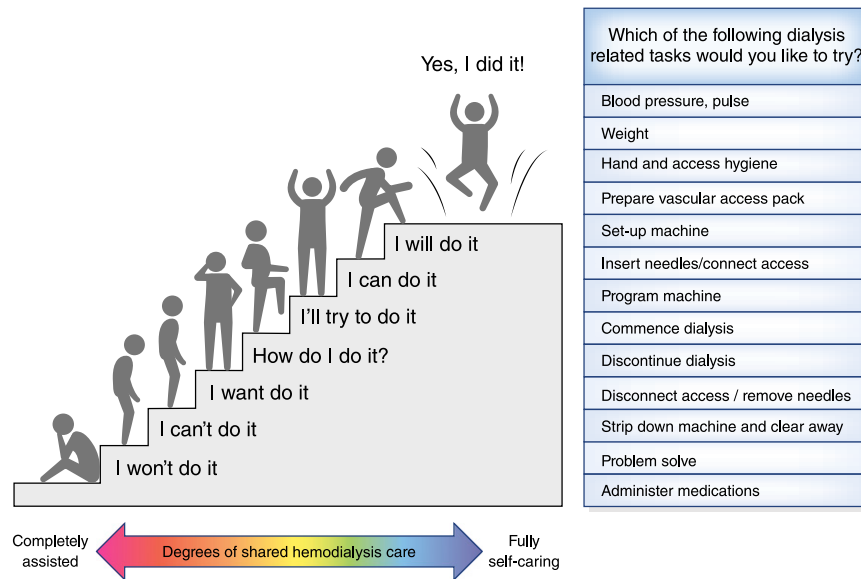 Yes, I did it!
I will do it
I can do it
I'll try to do it
How do I do it?
I want do it
I can't do it
I won't do it
Completely
assisted
Degrees of shared hemodialysis care
Fully
self-caring
Which of the following dialysis
related tasks would you like to try?
Blood pressure, pulse
Weight
Hand and access hygiene
Prepare vascular access pack
Set-up machine
Insert needles/connect access
Program machine
Commence dialysis
Discontinue dialysis
Disconnect access / remove needles
Strip down machine and clear away
Problem solve
Administer medications